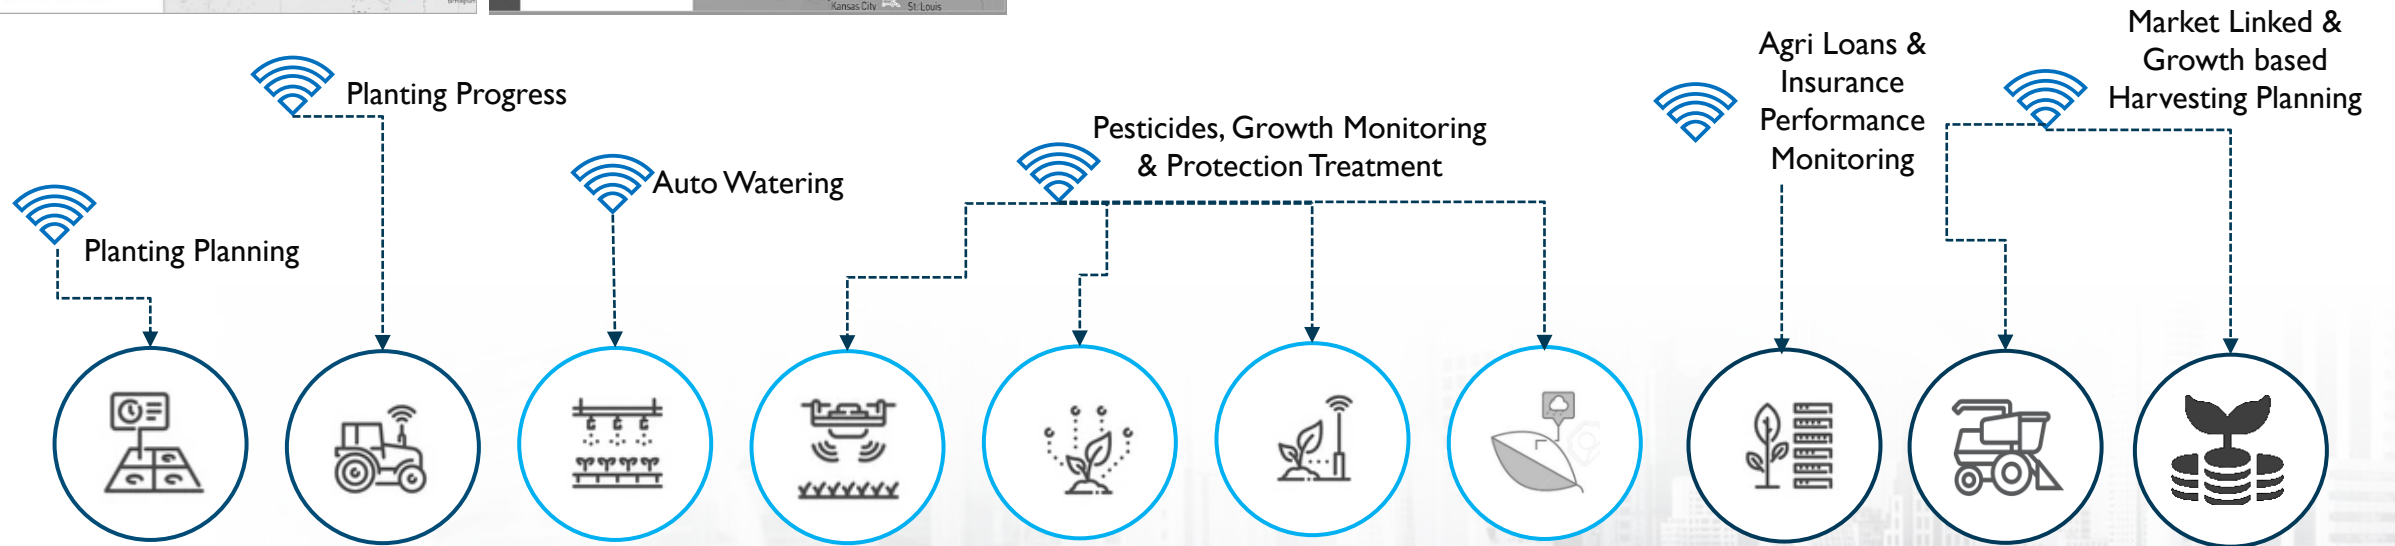 Birmingham
Kansas City
St. Louis
Planting Planning
Planting Progress
Auto Watering
Pesticides, Growth Monitoring
& Protection Treatment
Agri Loans &
Insurance
Performance
Monitoring
Market Linked &
Growth based
Harvesting Planning